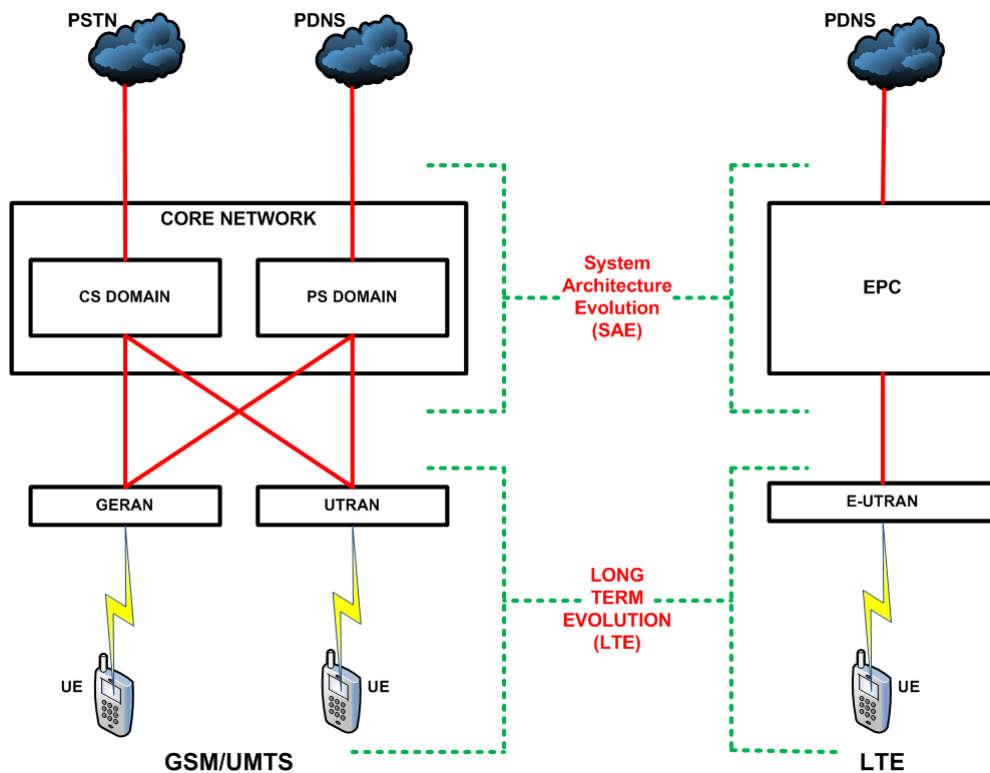 PSTN
PDNS
PDNS
CORE NETWORK
CS DOMAIN
PS DOMAIN
System
Architecture
Evolution
(SAE)
EPC
GERAN
UTRAN
E-UTRAN
LONG
TERM
EVOLUTION
(LTE)
UE
UE
UE
GSM/UMTS
LTE